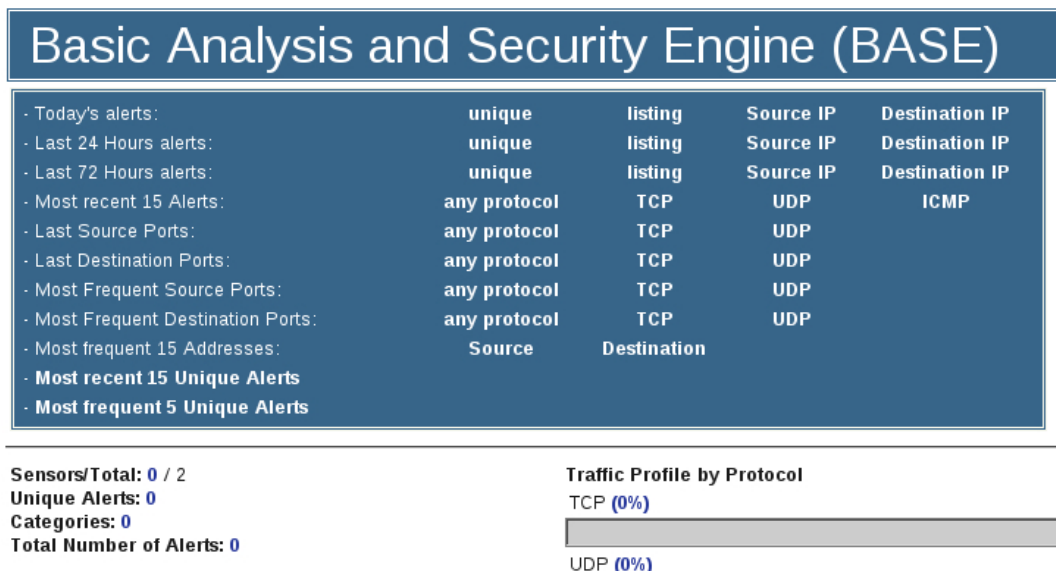 Basic Analysis and Security Engine (BASE)
- Today's alerts: unique listing Source IP Destination IP
- Last 24 Hours alerts: unique listing Source IP Destination IP
- Last 72 Hours alerts: unique listing Source IP Destination IP
- Most recent 15 Alerts: any protocol TCP UDP ICMP
- Last Source Ports: any protocol TCP UDP
- Last Destination Ports: any protocol TCP UDP
- Most Frequent Source Ports: any protocol TCP UDP
- Most Frequent Destination Ports: any protocol TCP UDP
- Most frequent 15 Addresses: Source Destination
- Most recent 15 Unique Alerts
- Most frequent 5 Unique Alerts
Sensors/Total: 0 / 2
Unique Alerts: 0
Categories: 0
Total Number of Alerts: 0
Traffic Profile by Protocol
TCP (0%)
UDP (0%)